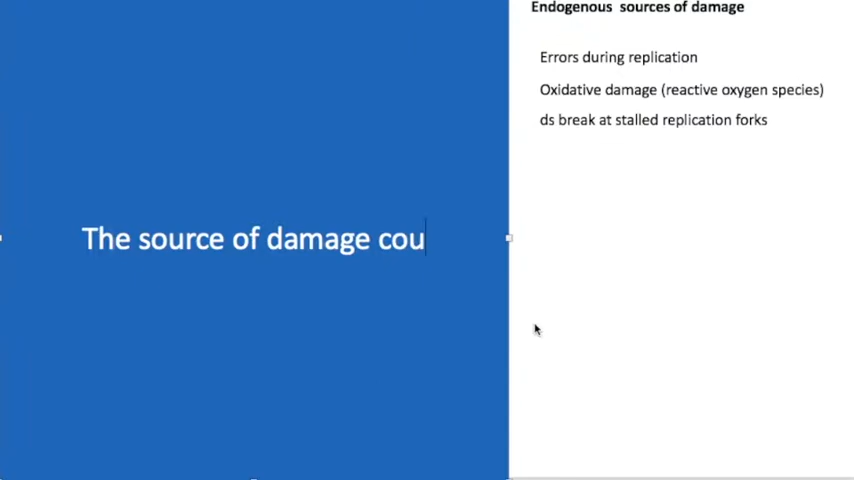 The source of damage cou
Endogenous sources of damage
Errors during replication
Oxidative damage (reactive oxygen species)
ds break at stalled replication forks